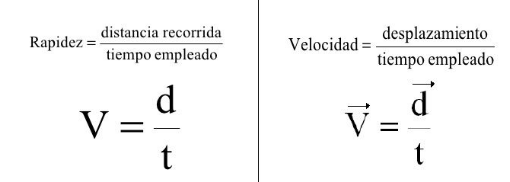 Rapidez = distancia recorrida / tiempo empleado
V = d / t
Velocidad = desplazamiento / tiempo empleado
V⃗ = d⃗ / t